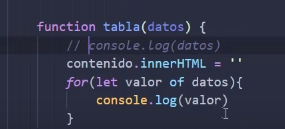 function tabla(datos) {
    // console.log(datos)
    contenido.innerHTML = ''
    for(let valor of datos){
        console.log(valor)
    }